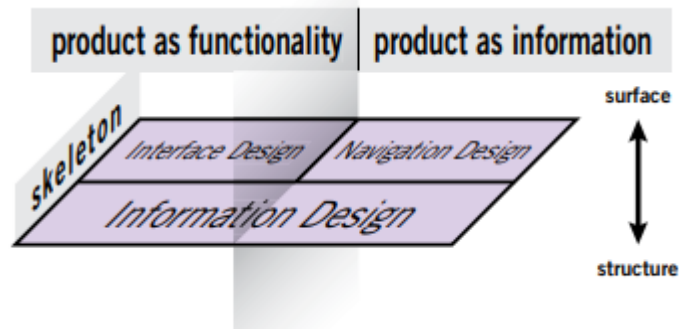 product as functionality
product as information
surface
skeleton
Interface Design
Navigation Design
Information Design
structure